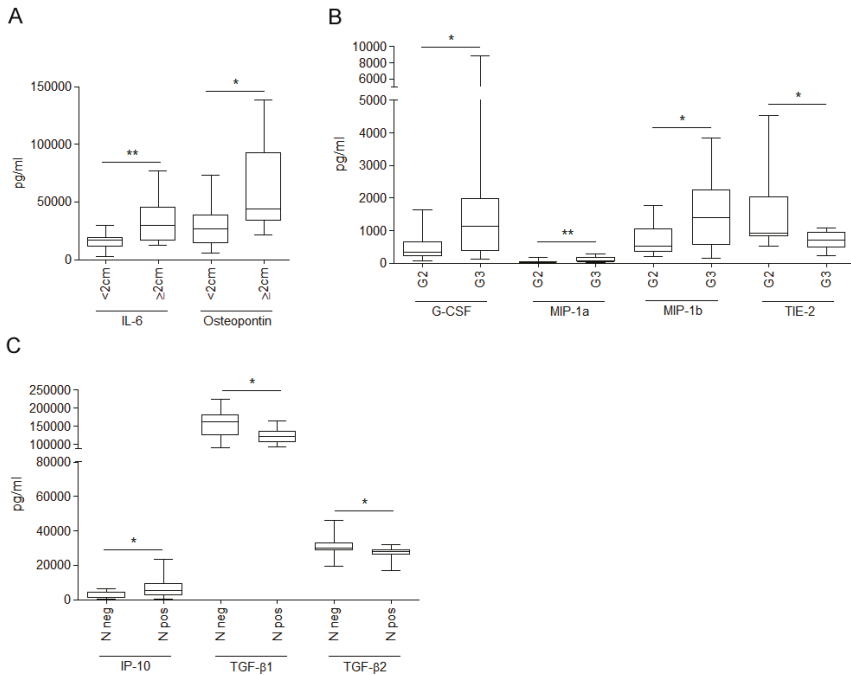 A
pg/ml
150000
100000
50000
0
**
*
<2cm
≥2cm
<2cm
≥2cm
IL-6
Osteopontin
B
pg/ml
10000
8000
6000
5000
4000
3000
2000
1000
0
*
**
*
*
G2
G3
G2
G3
G2
G3
G2
G3
G-CSF
MIP-1a
MIP-1b
TIE-2
C
pg/ml
250000
200000
150000
100000
80000
60000
40000
20000
0
*
*
*
N neg
N pos
N neg
N pos
N neg
N pos
IP-10
TGF-β1
TGF-β2